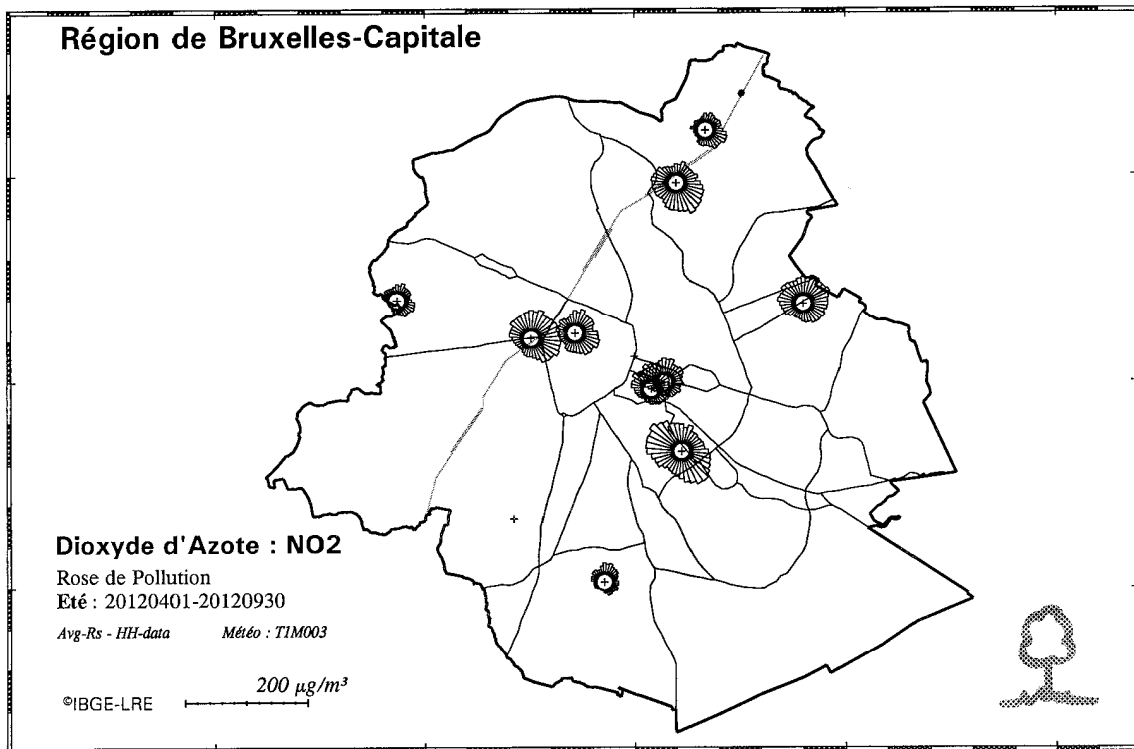 Région de Bruxelles-Capitale
Dioxyde d'Azote : NO2
Rose de Pollution
Eté : 20120401-20120930
Avg-Rs - HH-data Météo : T1M003
200 µg/m³
©IBGE-LRE